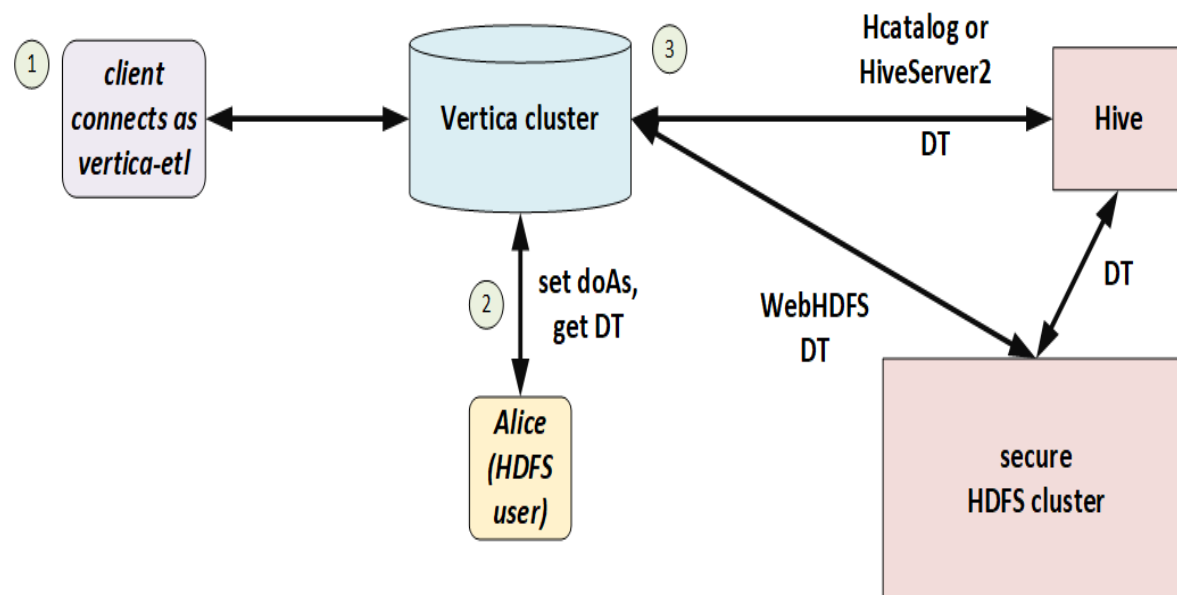 1
client
connects as
vertica-etl
Vertica cluster
3
Hcatalog or
HiveServer2
DT
Hive
2
set doAs,
get DT
WebHDFS
DT
DT
Alice
(HDFS
user)
secure
HDFS cluster